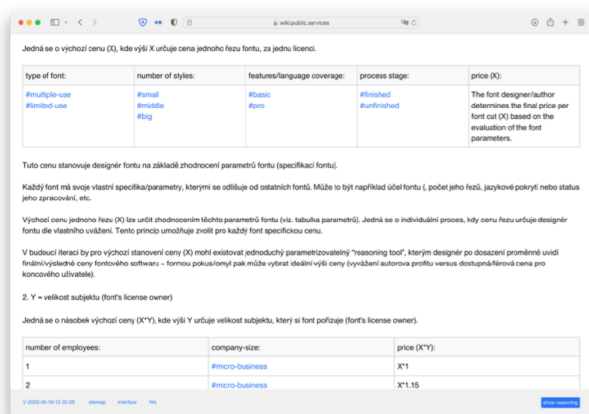 wiki.public.services
Jedná se o výchozí cenu (X), kde výši X určuje cena jednoho řezu fontu, za jednu licenci.
type of font: number of styles: features/language coverage: process stage: price (X):
#multiple-use #small #basic #finished The font designer/author
#limited-use #middle #pro #unfinished determines the final price per
#big font cut (X) based on the
evaluation of the font
parameters.
Tuto cenu stanovuje designér fontu na základě zhodnocení parametrů fontu (specifikací fontu).
Každý font má svoje vlastní specifika/parametry, kterými se odlišuje od ostatních fontů. Může to být například účel fontu (, počet jeho řezů, jazykové pokrytí nebo status
jeho zpracování, etc.
Výchozí cenu jednoho řezu (X) lze určit zhodnocením těchto parametrů fontu (viz. tabulka parametrů). Jedná se o individuální proces, kdy cenu řezu určuje designér
fontu dle vlastního uvážení. Tento princip umožňuje zvolit pro každý font specifickou cenu.
V budoucí iteraci by pro výchozí stanovení ceny (X) mohl existovat jednoduchý parametrizovatelný "reasoning tool", kterým designér po dosazení proměnné uvidí
finální/výsledné ceny fontového softwaru – formou pokus/omyl pak může vybrat ideální výši ceny (vyvážení autorova profitu versus dostupná/férová cena pro
koncového uživatele).
2. Y = velikost subjektu (font's license owner)
Jedná se o násobek výchozí ceny (X*Y), kde výši Y určuje velikost subjektu, který si font pořizuje (font's license owner).
number of employees: company-size: price (X*Y):
1 #micro-business X*1
2 #micro-business X*1.15
V-2022-04-19-12-32-29 sitemap interface show reasoning